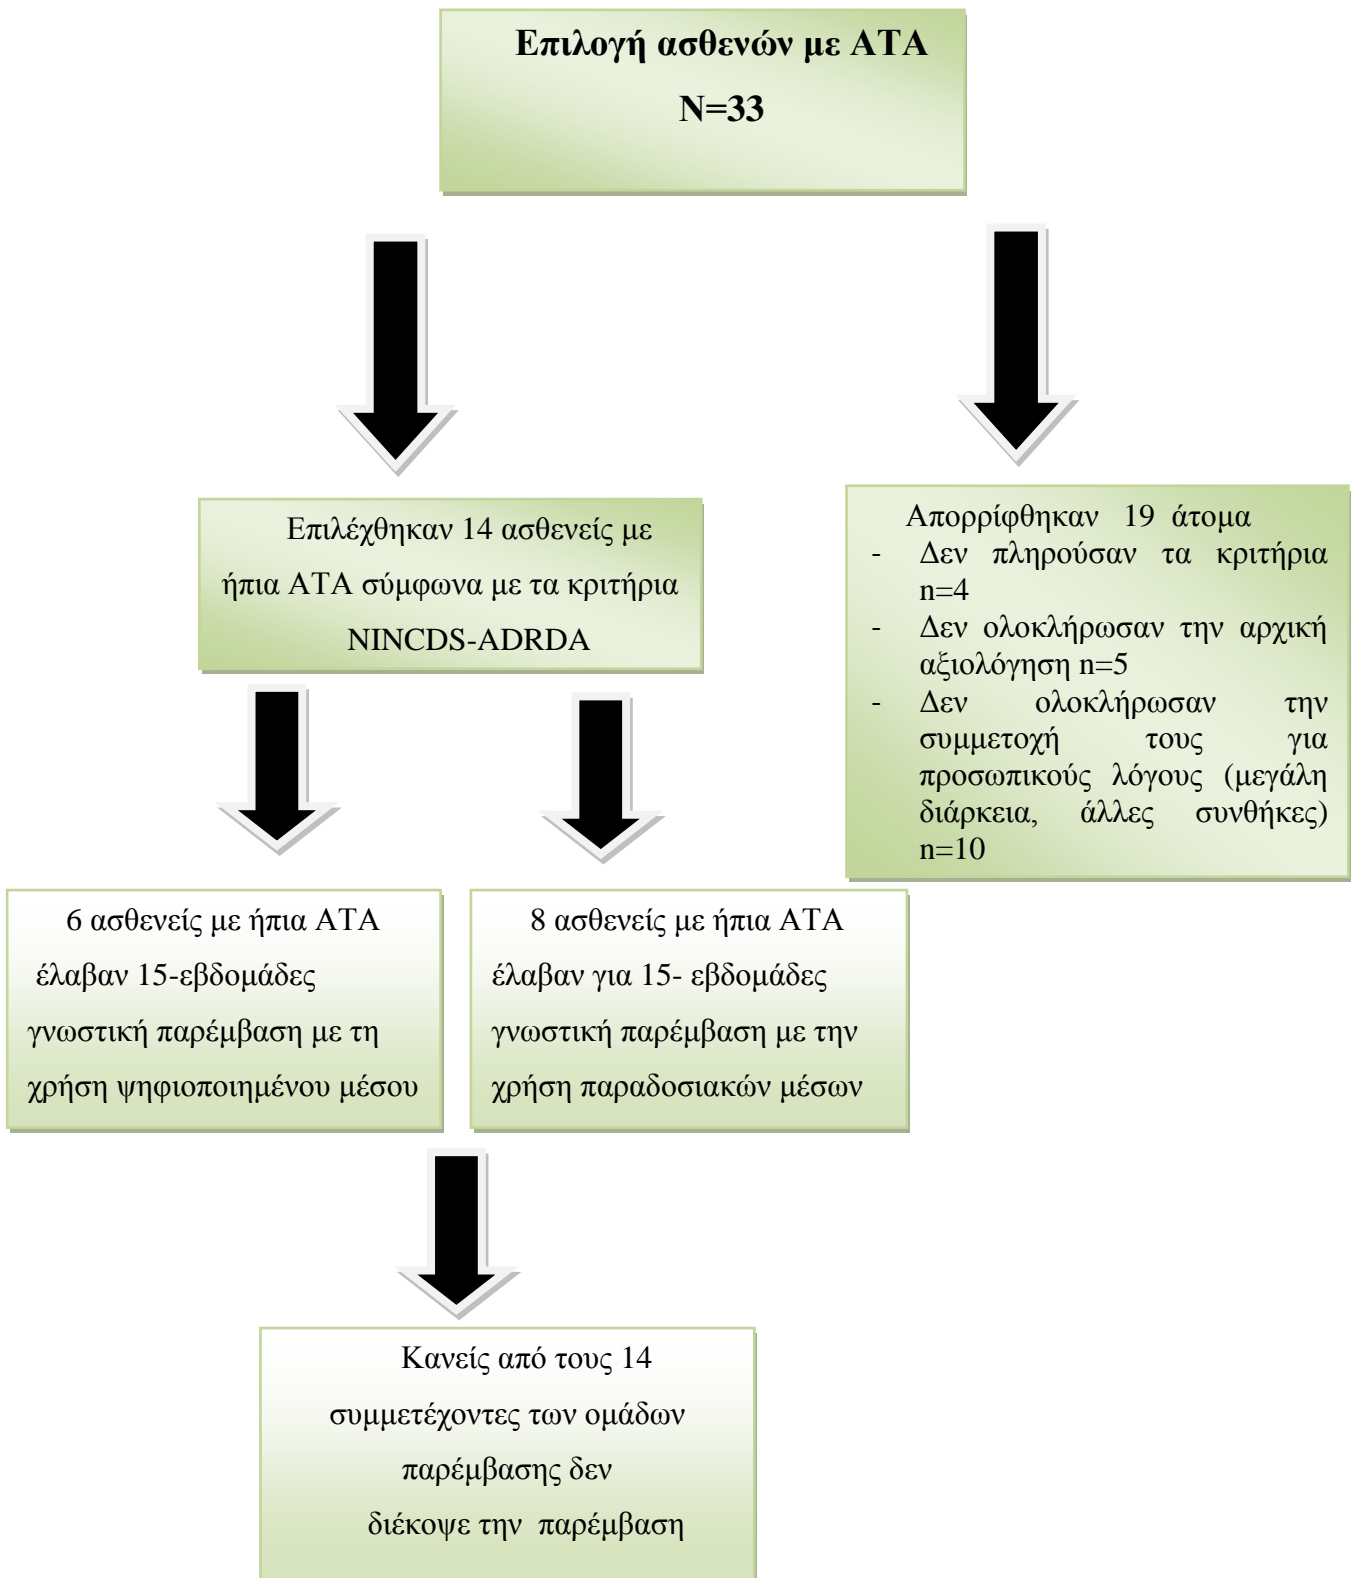 Επιλογή ασθενών με ΑΤΑ
N=33
Επιλέχθηκαν 14 ασθενείς με
ήπια ΑΤΑ σύμφωνα με τα κριτήρια
NINCDS-ADRDA
Απορρίφθηκαν 19 άτομα
- Δεν πληρούσαν τα κριτήρια
n=4
- Δεν ολοκλήρωσαν την αρχική
αξιολόγηση n=5
- Δεν ολοκλήρωσαν την
συμμετοχή τους για
προσωπικούς λόγους (μεγάλη
διάρκεια, άλλες συνθήκες)
n=10
6 ασθενείς με ήπια ΑΤΑ
έλαβαν 15-εβδομάδες
γνωστική παρέμβαση με τη
χρήση ψηφιοποιημένου μέσου
8 ασθενείς με ήπια ΑΤΑ
έλαβαν για 15- εβδομάδες
γνωστική παρέμβαση με την
χρήση παραδοσιακών μέσων
Κανείς από τους 14
συμμετέχοντες των ομάδων
παρέμβασης δεν
διέκοψε την παρέμβαση